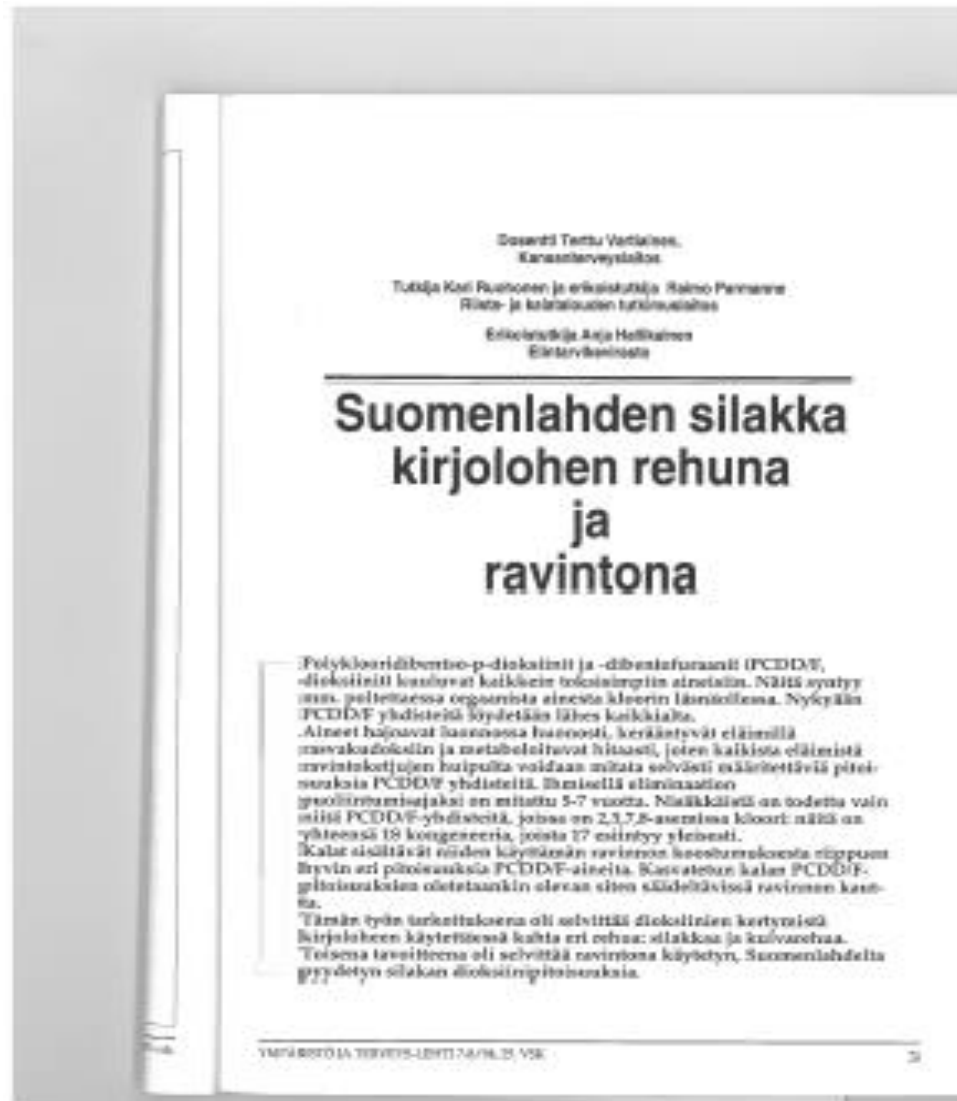 Dosentti Terttu Vartiainen,
Kansanterveyslaitos
Tutkija Kari Ruohonen ja erikoistutkija Raimo Parmanne
Riista- ja kalatalouden tutkimuslaitos
Erikoistutkija Anja Hallikainen
Elintarvikevirasto
Suomenlahden silakka
kirjolohen rehuna
ja
ravintona
Polyklooridibentso-p-dioksiinit ja -dibentofuraanit (PCDD/F,
-dioksiinit) kuuluvat kaikkein toksisimpiin aineisiin. Näitä syntyy
mm. poltettaessa orgaanista ainesta kloorin läsnäollessa. Nykyään
PCDD/F yhdisteitä löydetään lähes kaikkialta.
Aineet hajoavat luonnossa huonosti, kerääntyvät eläimillä
rasvakudoksiin ja metaboloituvat hitaasti, joten kaikista eläimistä
ravintoketjujen huipulta voidaan mitata selvästi määritettäviä pitoi-
suuksia PCDD/F yhdisteitä. Ihmisellä eliminaation
puoliintumisajaksi on mitattu 5-7 vuotta. Nisäkkäistä on todettu vain
niitä PCDD/F-yhdisteitä, joissa on 2,3,7,8-asemissa kloori: näitä on
yhteensä 18 kongeneeria, joista 17 esiintyy yleisesti.
Kalat sisältävät niiden käyttämän ravinnon koostumuksesta riippuen
hyvin eri pitoisuuksia PCDD/F-aineita. Kasvatetun kalan PCDD/F-
pitoisuuksien oletetaankin olevan siten säädeltävissä ravinnon kaut-
ta.
Tämän työn tarkoituksena oli selvittää dioksiinien kertymistä
kirjoloheen käytettäessä kahta eri rehua: silakkaa ja kuivarehua.
Toisena tavoitteena oli selvittää ravintona käytetyn, Suomenlahdelta
pyydetyn silakan dioksiinipitoisuuksia.
YMPÄRISTÖ JA TERVEYS-LEHTI 7-8/94, 25. VSK